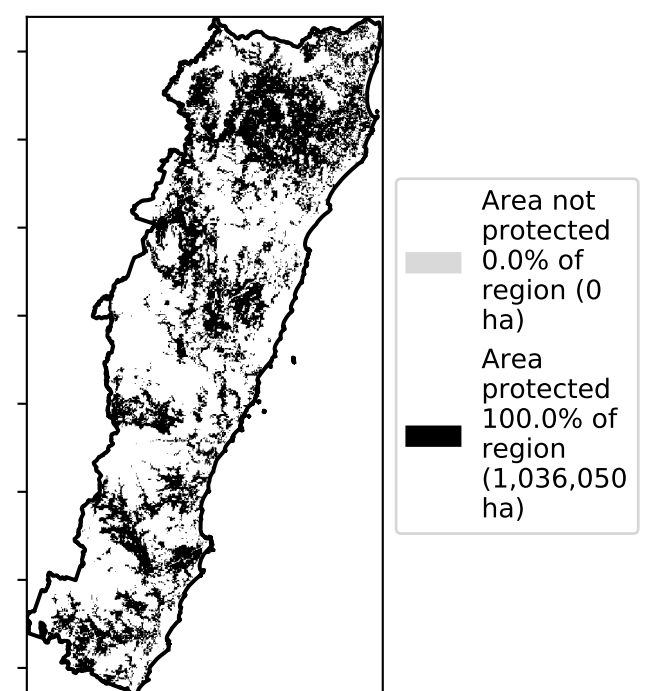 Area not
protected
0.0% of
region (0
ha)
Area
protected
100.0% of
region
(1,036,050
ha)